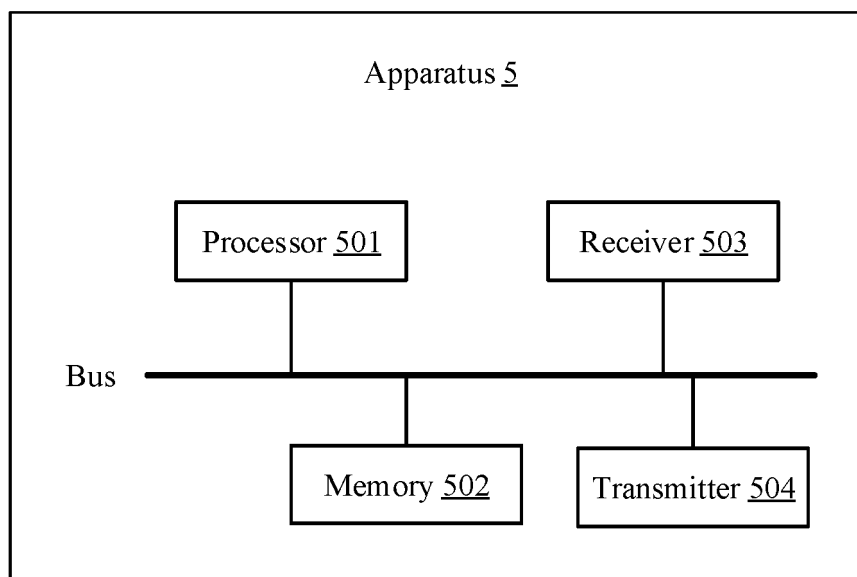 Apparatus 5
Processor 501
Receiver 503
Bus
Memory 502
Transmitter 504